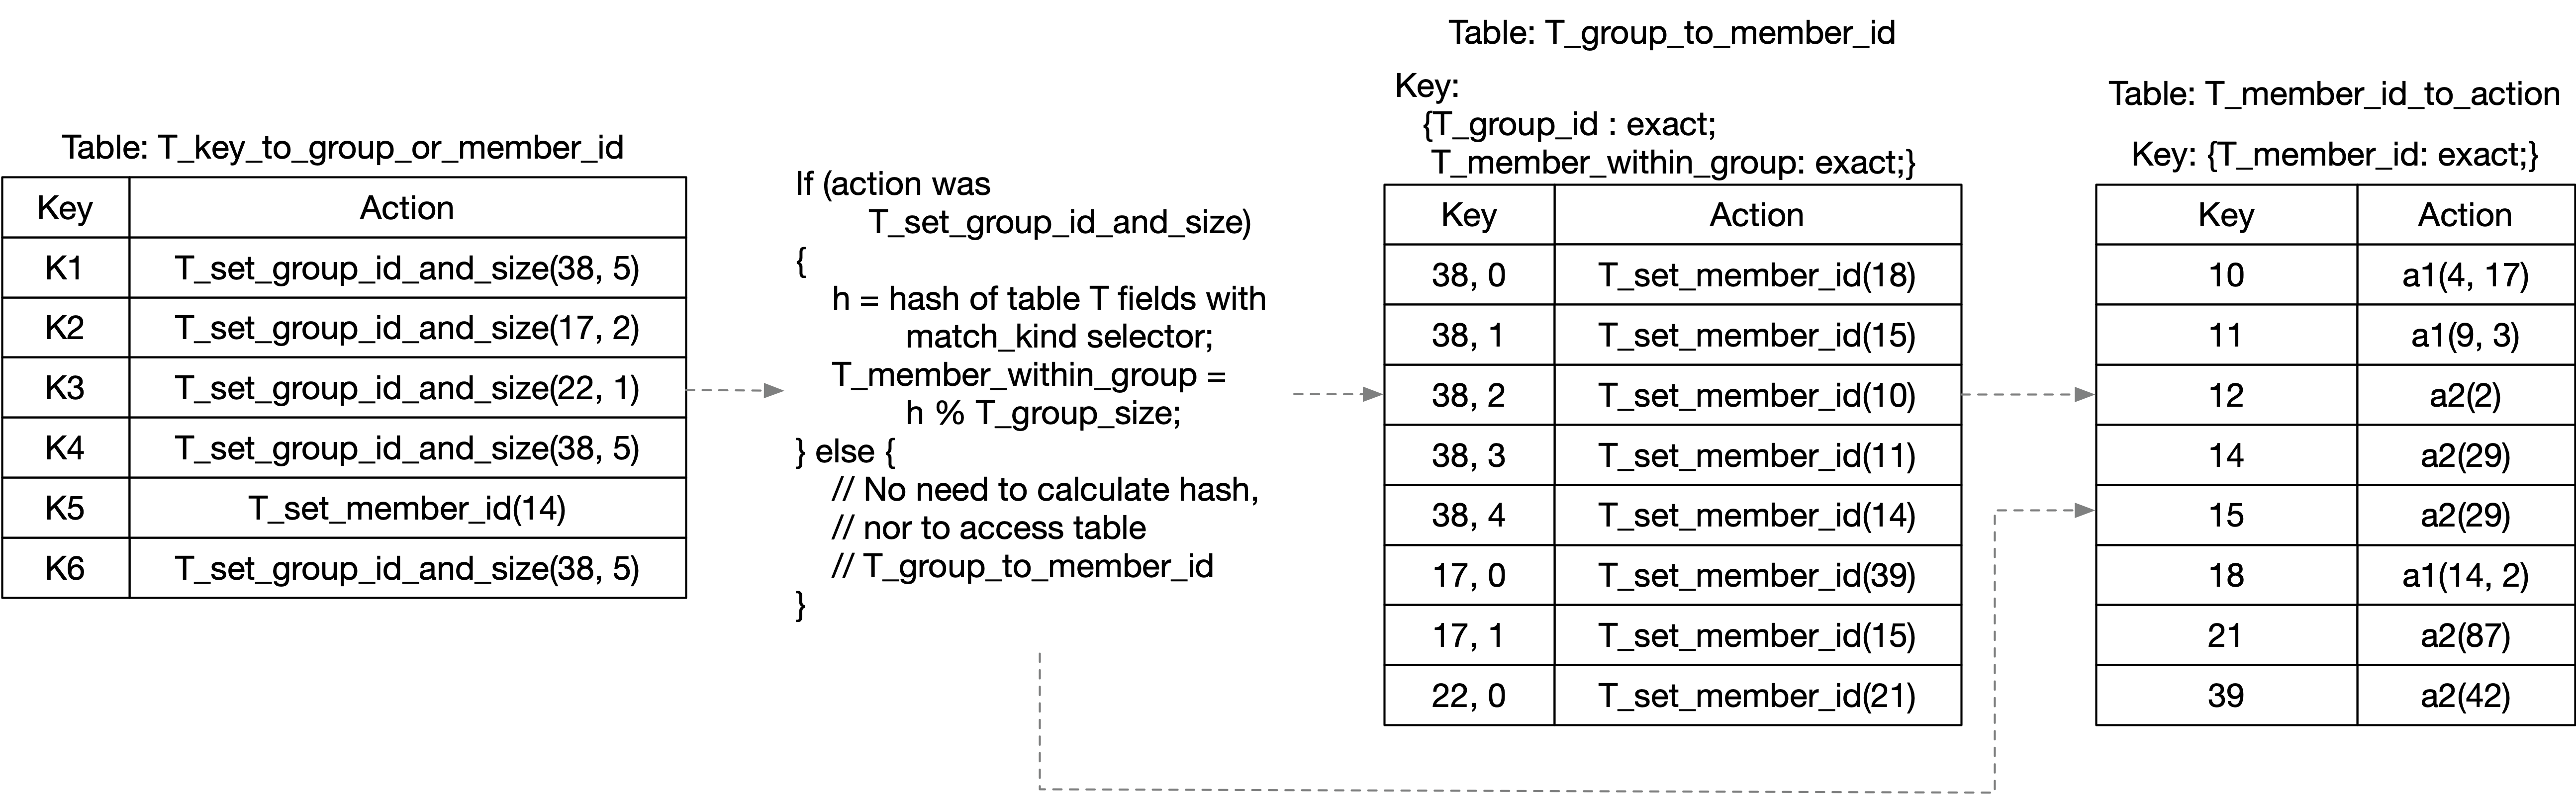 Table: T_key_to_group_or_member_id
Key Action
K1 T_set_group_id_and_size(38, 5)
K2 T_set_group_id_and_size(17, 2)
K3 T_set_group_id_and_size(22, 1)
K4 T_set_group_id_and_size(38, 5)
K5 T_set_member_id(14)
K6 T_set_group_id_and_size(38, 5)
If (action was
T_set_group_id_and_size)
{
h = hash of table T fields with
match_kind selector;
T_member_within_group =
h % T_group_size;
} else {
// No need to calculate hash,
// nor to access table
// T_group_to_member_id
}
Table: T_group_to_member_id
Key:
{T_group_id : exact;
T_member_within_group: exact;}
Key Action
38, 0 T_set_member_id(18)
38, 1 T_set_member_id(15)
38, 2 T_set_member_id(10)
38, 3 T_set_member_id(11)
38, 4 T_set_member_id(14)
17, 0 T_set_member_id(39)
17, 1 T_set_member_id(15)
22, 0 T_set_member_id(21)
Table: T_member_id_to_action
Key: {T_member_id: exact;}
Key Action
10 a1(4, 17)
11 a1(9, 3)
12 a2(2)
14 a2(29)
15 a2(29)
18 a1(14, 2)
21 a2(87)
39 a2(42)